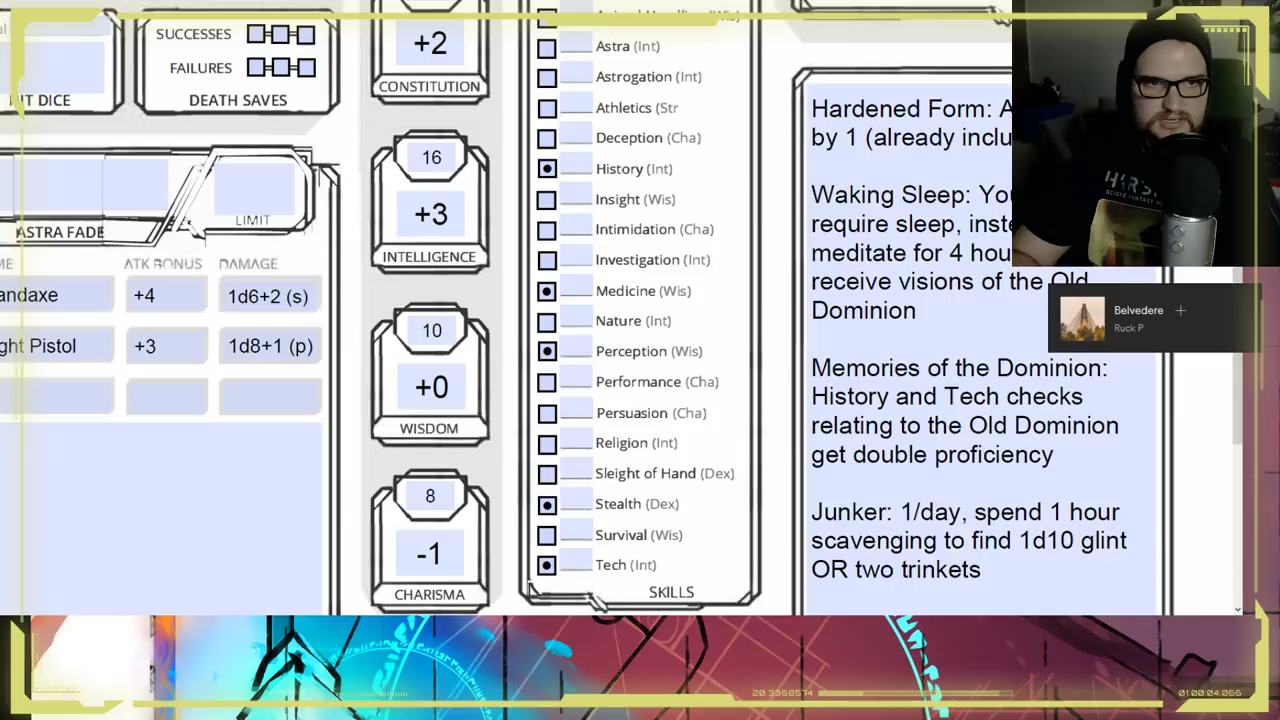 SUCCESSES
FAILURES
DEATH SAVES
HIT DICE
LIMIT
ASTRA FADE
ATK BONUS
DAMAGE
+4
1d6+2 (s)
Pistol
+3
1d8+1 (p)
+2
CONSTITUTION
16
+3
INTELLIGENCE
10
+0
WISDOM
8
-1
CHARISMA
Astra (Int)
Astrogation (Int)
Athletics (Str
Deception (Cha)
History (Int)
Insight (Wis)
Intimidation (Cha)
Investigation (Int)
Medicine (Wis)
Nature (Int)
Perception (Wis)
Performance (Cha)
Persuasion (Cha)
Religion (Int)
Sleight of Hand (Dex)
Stealth (Dex)
Survival (Wis)
Tech (Int)
SKILLS
Hardened Form:
by 1 (already
Waking Sleep:
require sleep,
meditate for 4
receive visions of the Old
Dominion
Memories of the Dominion:
History and Tech checks
relating to the Old Dominion
get double proficiency
Junker: 1/day, spend 1 hour
scavenging to find 1d10 glint
OR two trinkets
Belvedere
Ruck P
01:00:04.066